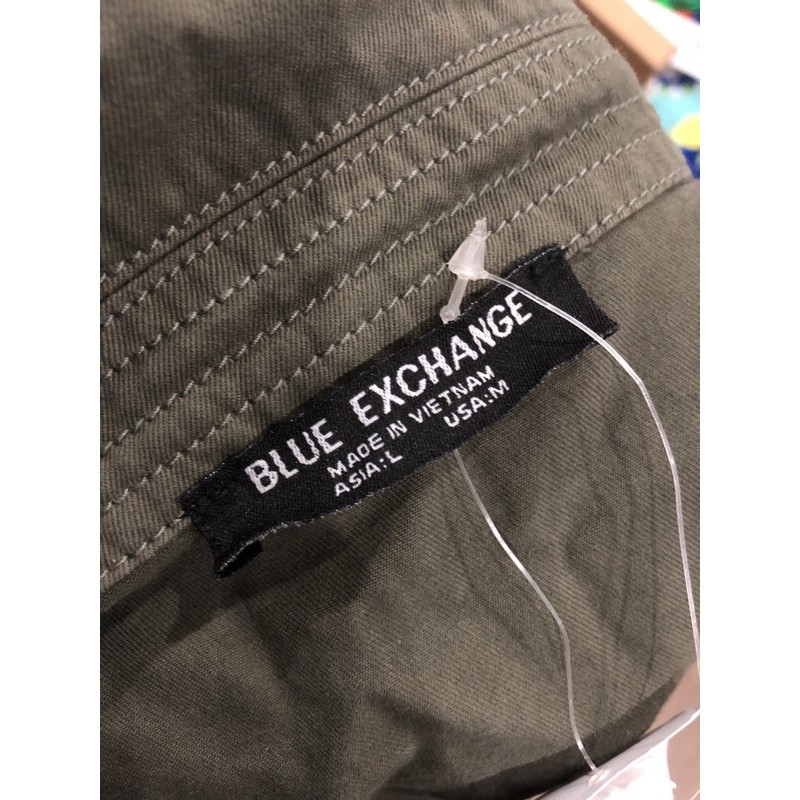 BLUE EXCHANGE
MADE IN VIETNAM
ASIA:L USA:M